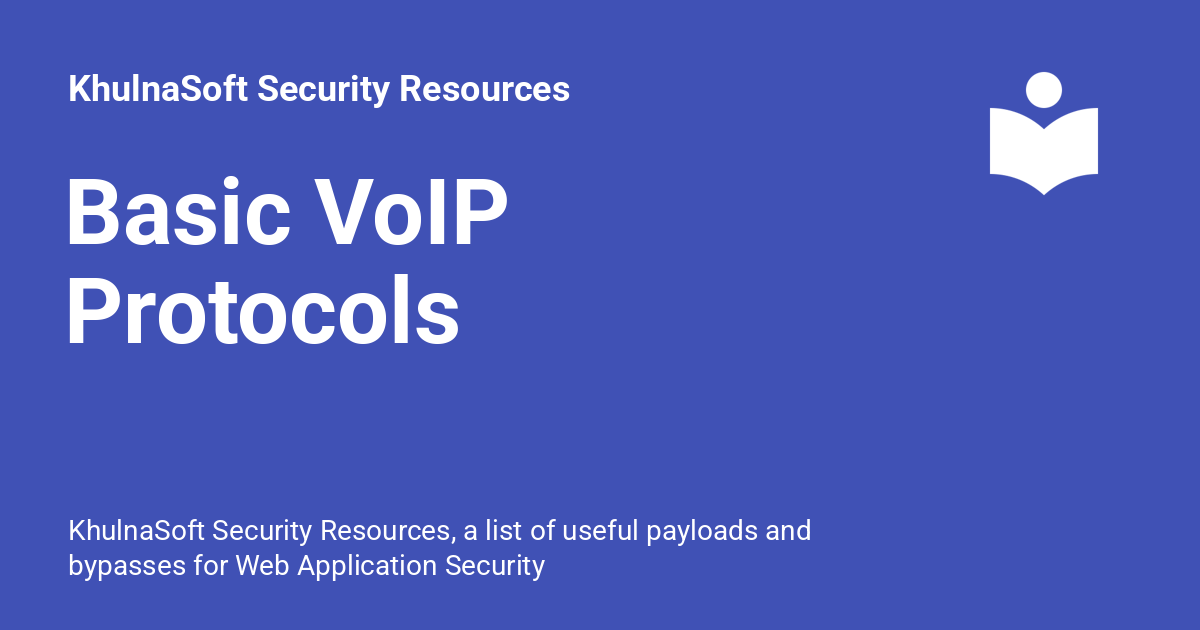 KhulnaSoft Security Resources
Basic VoIP
Protocols
KhulnaSoft Security Resources, a list of useful payloads and
bypasses for Web Application Security